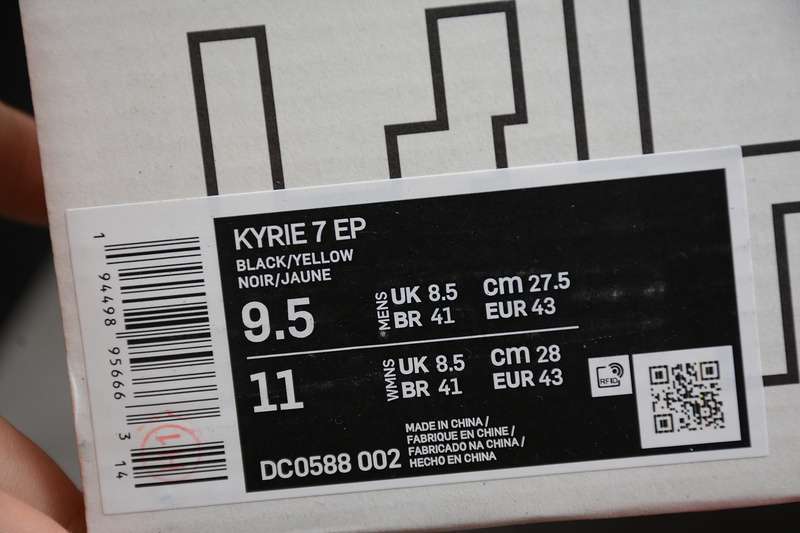 KYRIE 7 EP
BLACK/YELLOW
NOIR/JAUNE
9.5
MENS
UK 8.5
CM 27.5
BR 41
EUR 43
11
WMNS
UK 8.5
CM 28
BR 41
EUR 43
RFID
DC0588 002
MADE IN CHINA /
FABRIQUE EN CHINE /
FABRICADO NA CHINA /
HECHO EN CHINA
1 94498 95666 3 14